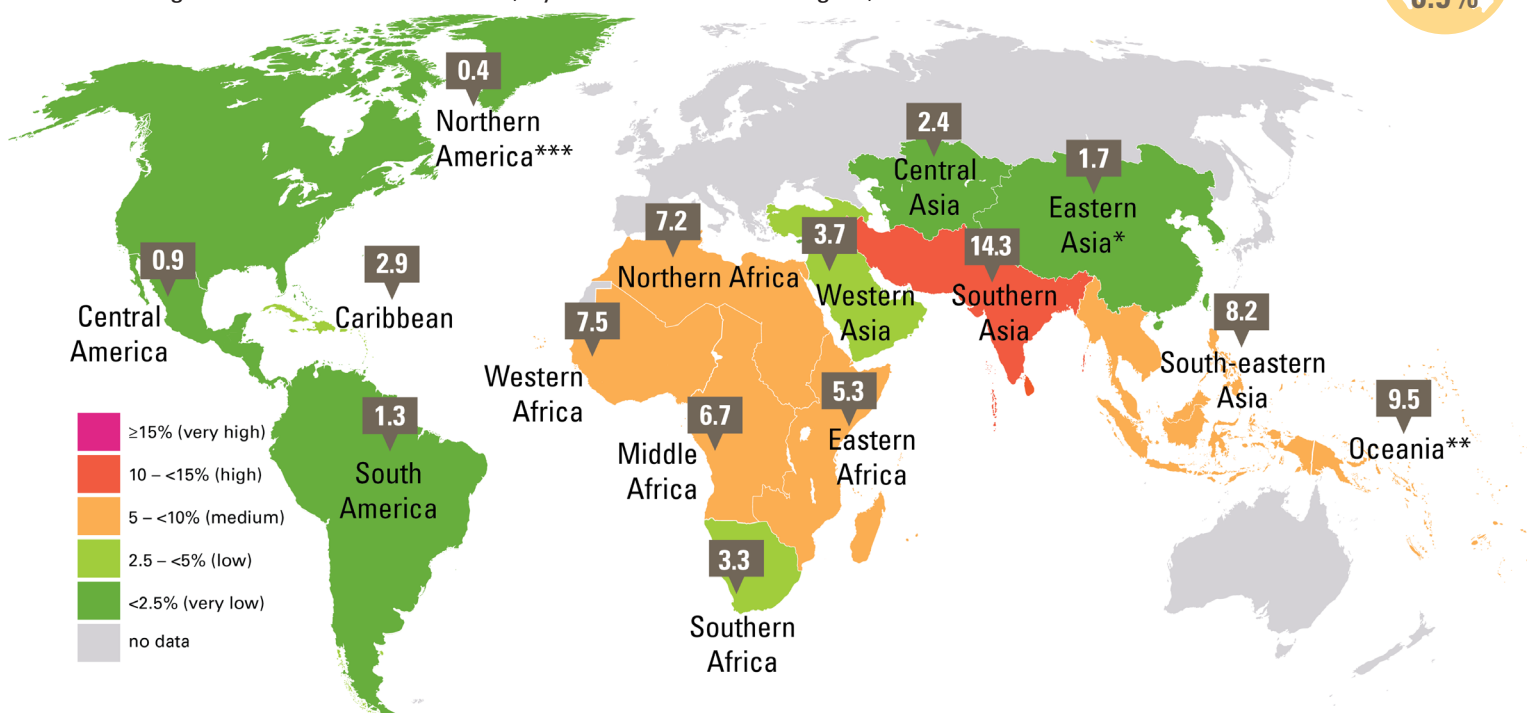 0.4
Northern
America***
2.4
Central
Asia
1.7
Eastern
Asia*
7.2
Northern Africa
3.7
Western
Asia
14.3
Southern
Asia
0.9
Central
America
2.9
Caribbean
7.5
Western
Africa
8.2
South-eastern
Asia
5.3
Eastern
Africa
9.5
Oceania**
6.7
Middle
Africa
1.3
South
America
3.3
Southern
Africa
≥15% (very high)
10 – <15% (high)
5 – <10% (medium)
2.5 – <5% (low)
<2.5% (very low)
no data